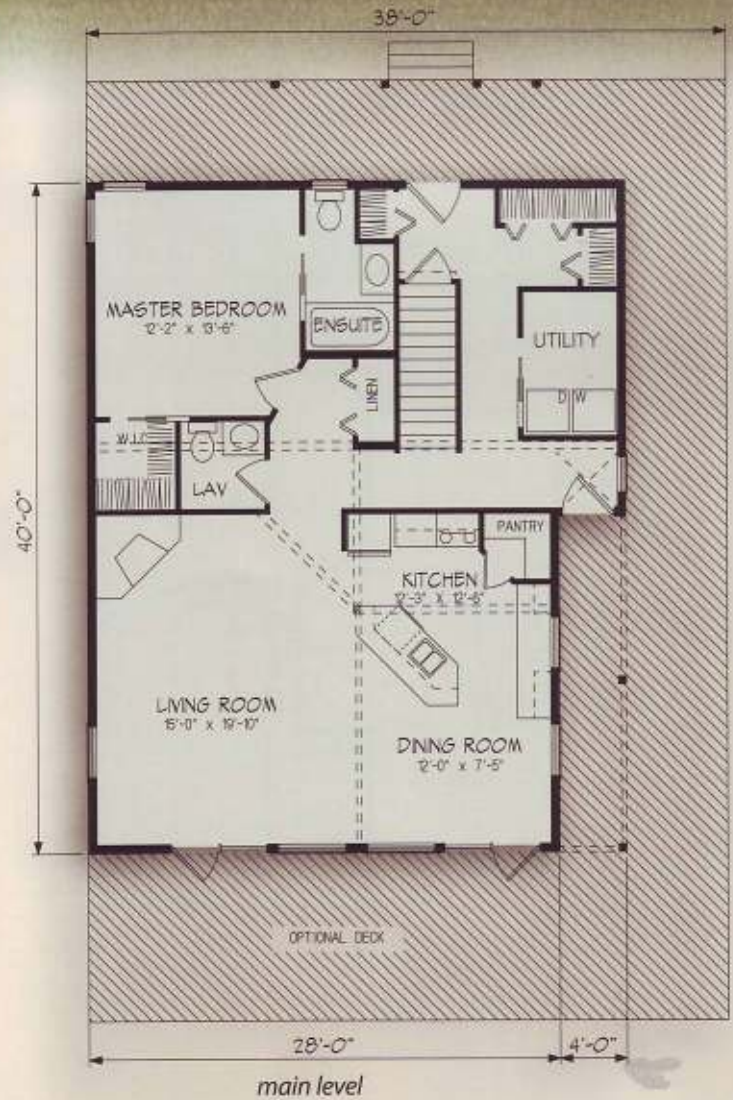 38'-0"
MASTER BEDROOM
12'-2" x 13'-6"
ENSUITE
LINEN
UTILITY
D W
W.I.C.
LAV
40'-0"
PANTRY
KITCHEN
12'-3" x 12'-6"
LIVING ROOM
15'-0" x 19'-10"
DINING ROOM
12'-0" x 7'-5"
OPTIONAL DECK
28'-0"
4'-0"
main level